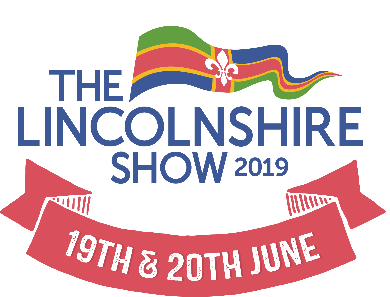 THE
LINCOLNSHIRE
SHOW 2019
19TH & 20TH JUNE